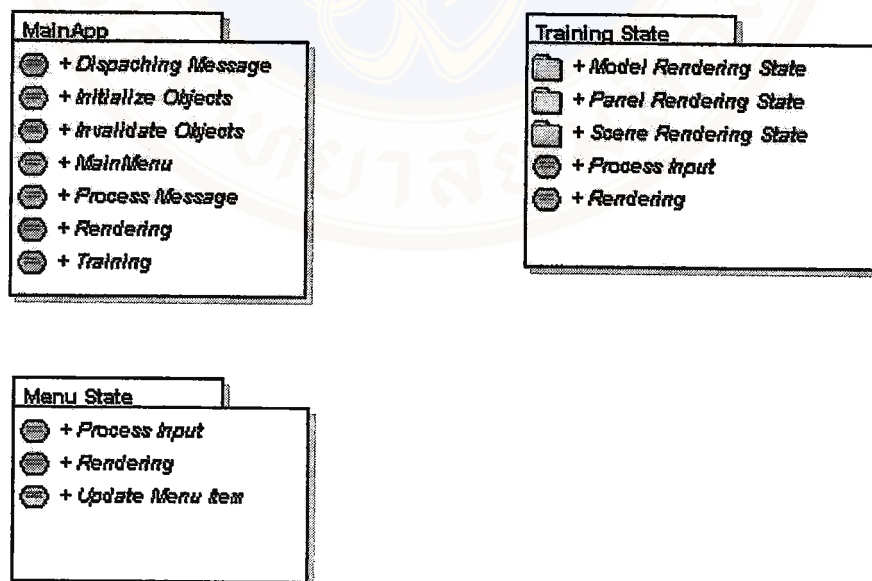 MainApp
+ Dispaching Message
+ Initialize Objects
+ Invalidate Objects
+ MainMenu
+ Process Message
+ Rendering
+ Training
Training State
+ Model Rendering State
+ Panel Rendering State
+ Scene Rendering State
+ Process Input
+ Rendering
Menu State
+ Process Input
+ Rendering
+ Update Menu Item